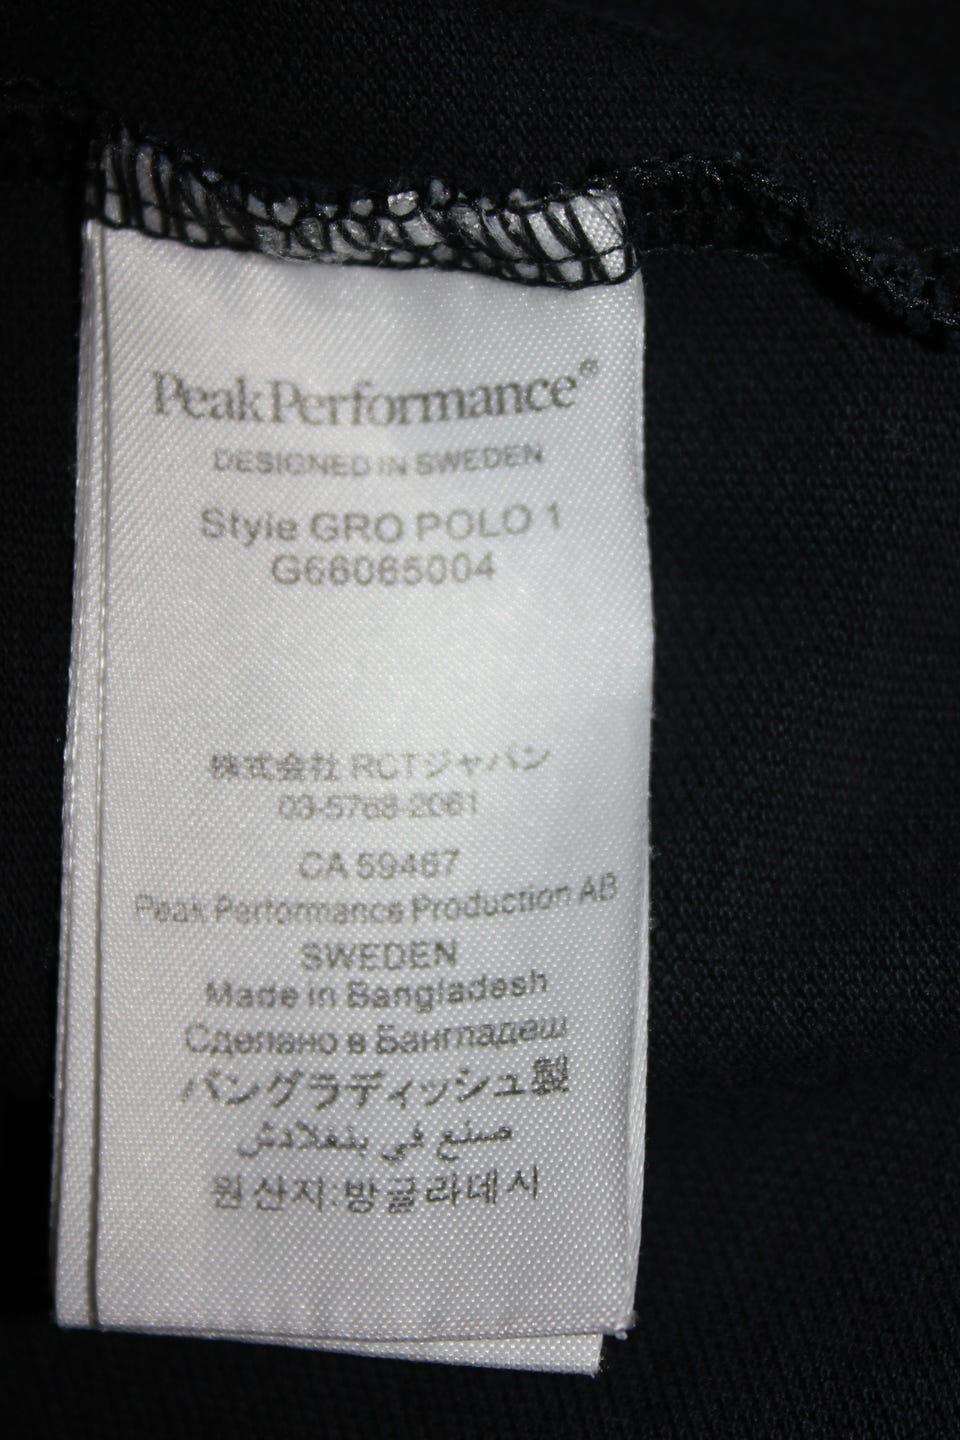 PeakPerformance®
DESIGNED IN SWEDEN
Style GRO POLO 1
G66065004
株式会社 RCTジャパン
03-5768-2061
CA 59467
Peak Performance Production AB
SWEDEN
Made in Bangladesh
Сделано в Бангладеш
バングラディッシュ製
صنع في بنغلادش
원산지:방글라데시